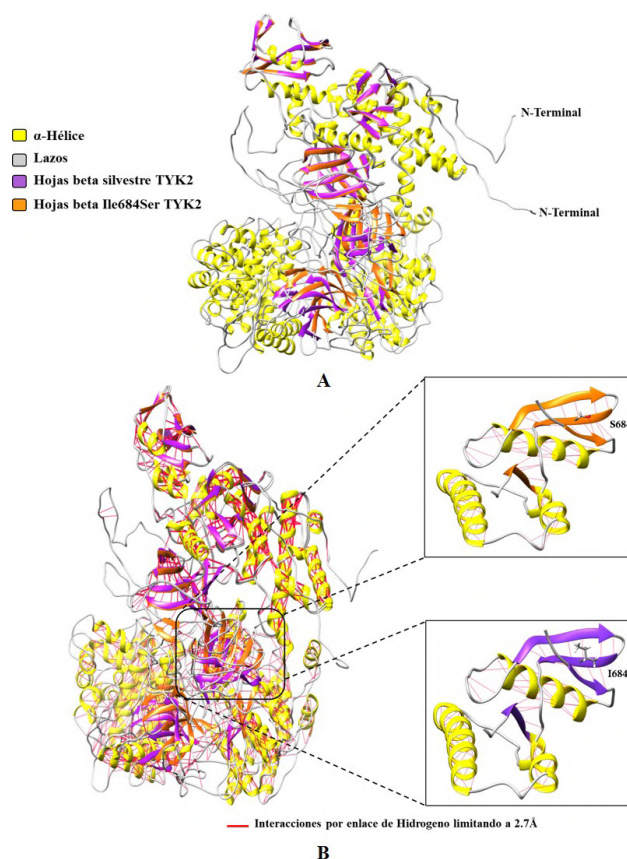 N-Terminal
α-Hélice
Lazos
Hojas beta silvestre TYK2
Hojas beta Ile684Ser TYK2
N-Terminal
A
S684
I684
Interacciones por enlace de Hidrogeno limitando a 2.7Å
B